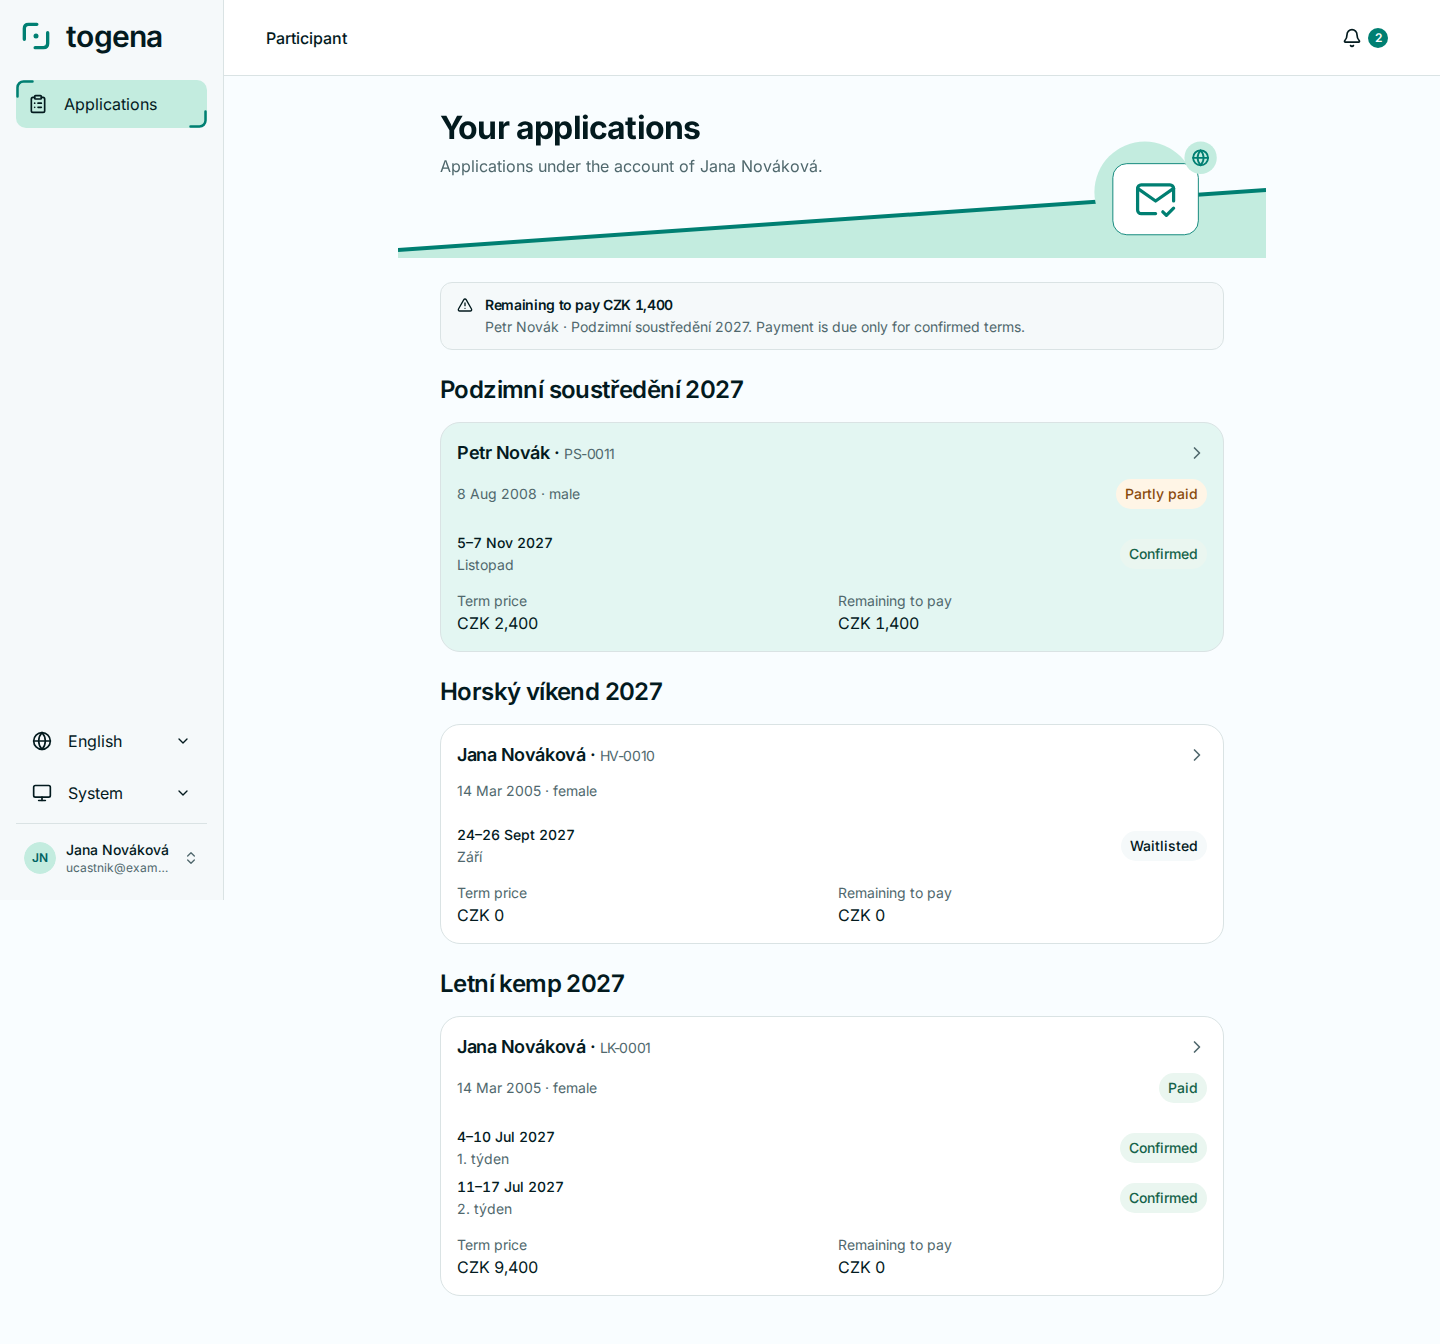 togena
Participant
2
Applications
Your applications
Applications under the account of Jana Nováková.
Remaining to pay CZK 1,400
Petr Novák · Podzimní soustředění 2027. Payment is due only for confirmed terms.
Podzimní soustředění 2027
Petr Novák · PS-0011
8 Aug 2008 · male
Partly paid
5–7 Nov 2027
Listopad
Confirmed
Term price
CZK 2,400
Remaining to pay
CZK 1,400
Horský víkend 2027
Jana Nováková · HV-0010
14 Mar 2005 · female
24–26 Sept 2027
Září
Waitlisted
Term price
CZK 0
Remaining to pay
CZK 0
Letní kemp 2027
Jana Nováková · LK-0001
14 Mar 2005 · female
Paid
4–10 Jul 2027
1. týden
Confirmed
11–17 Jul 2027
2. týden
Confirmed
Term price
CZK 9,400
Remaining to pay
CZK 0
English
System
JN
Jana Nováková
ucastnik@exam...